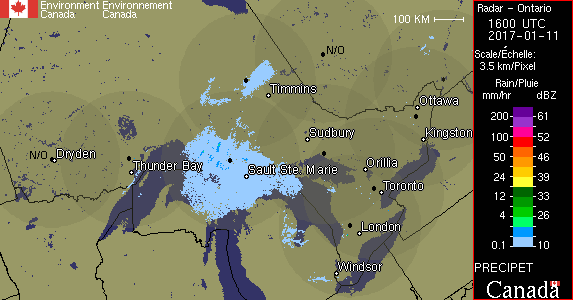 Environment Environnement
Canada Canada
100 KM
N/O
Timmins
Ottawa
Sudbury
Kingston
N/O Dryden
Thunder Bay
Sault Ste. Marie
Orillia
Toronto
London
Windsor
Radar - Ontario
1600 UTC
2017-01-11
Scale/Échelle:
3.5 km/Pixel
Rain/Pluie
mm/hr dBZ
200 61
100 52
50 46
24 39
12 33
4 26
1 18
0.1 10
PRECIPET
Canada